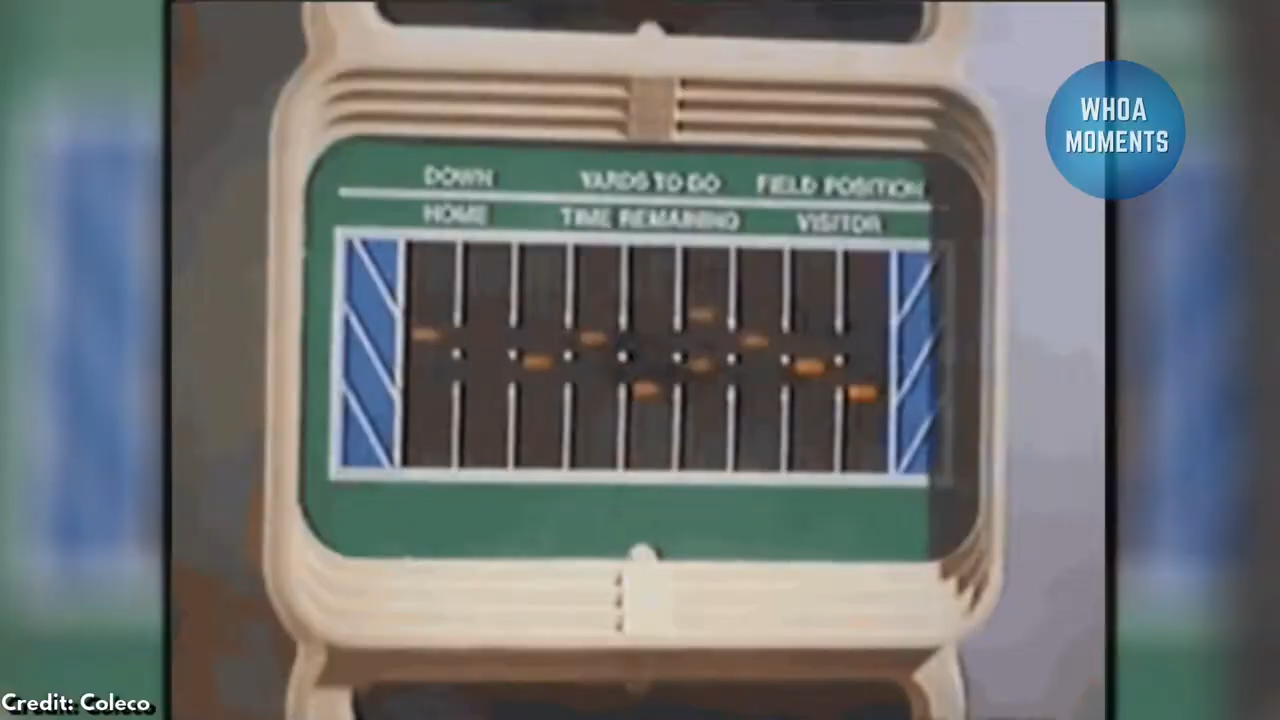 WHOA
MOMENTS
DOWN YARDS TO GO FIELD POSITION
HOME TIME REMAINING VISITOR
Credit: Coleco